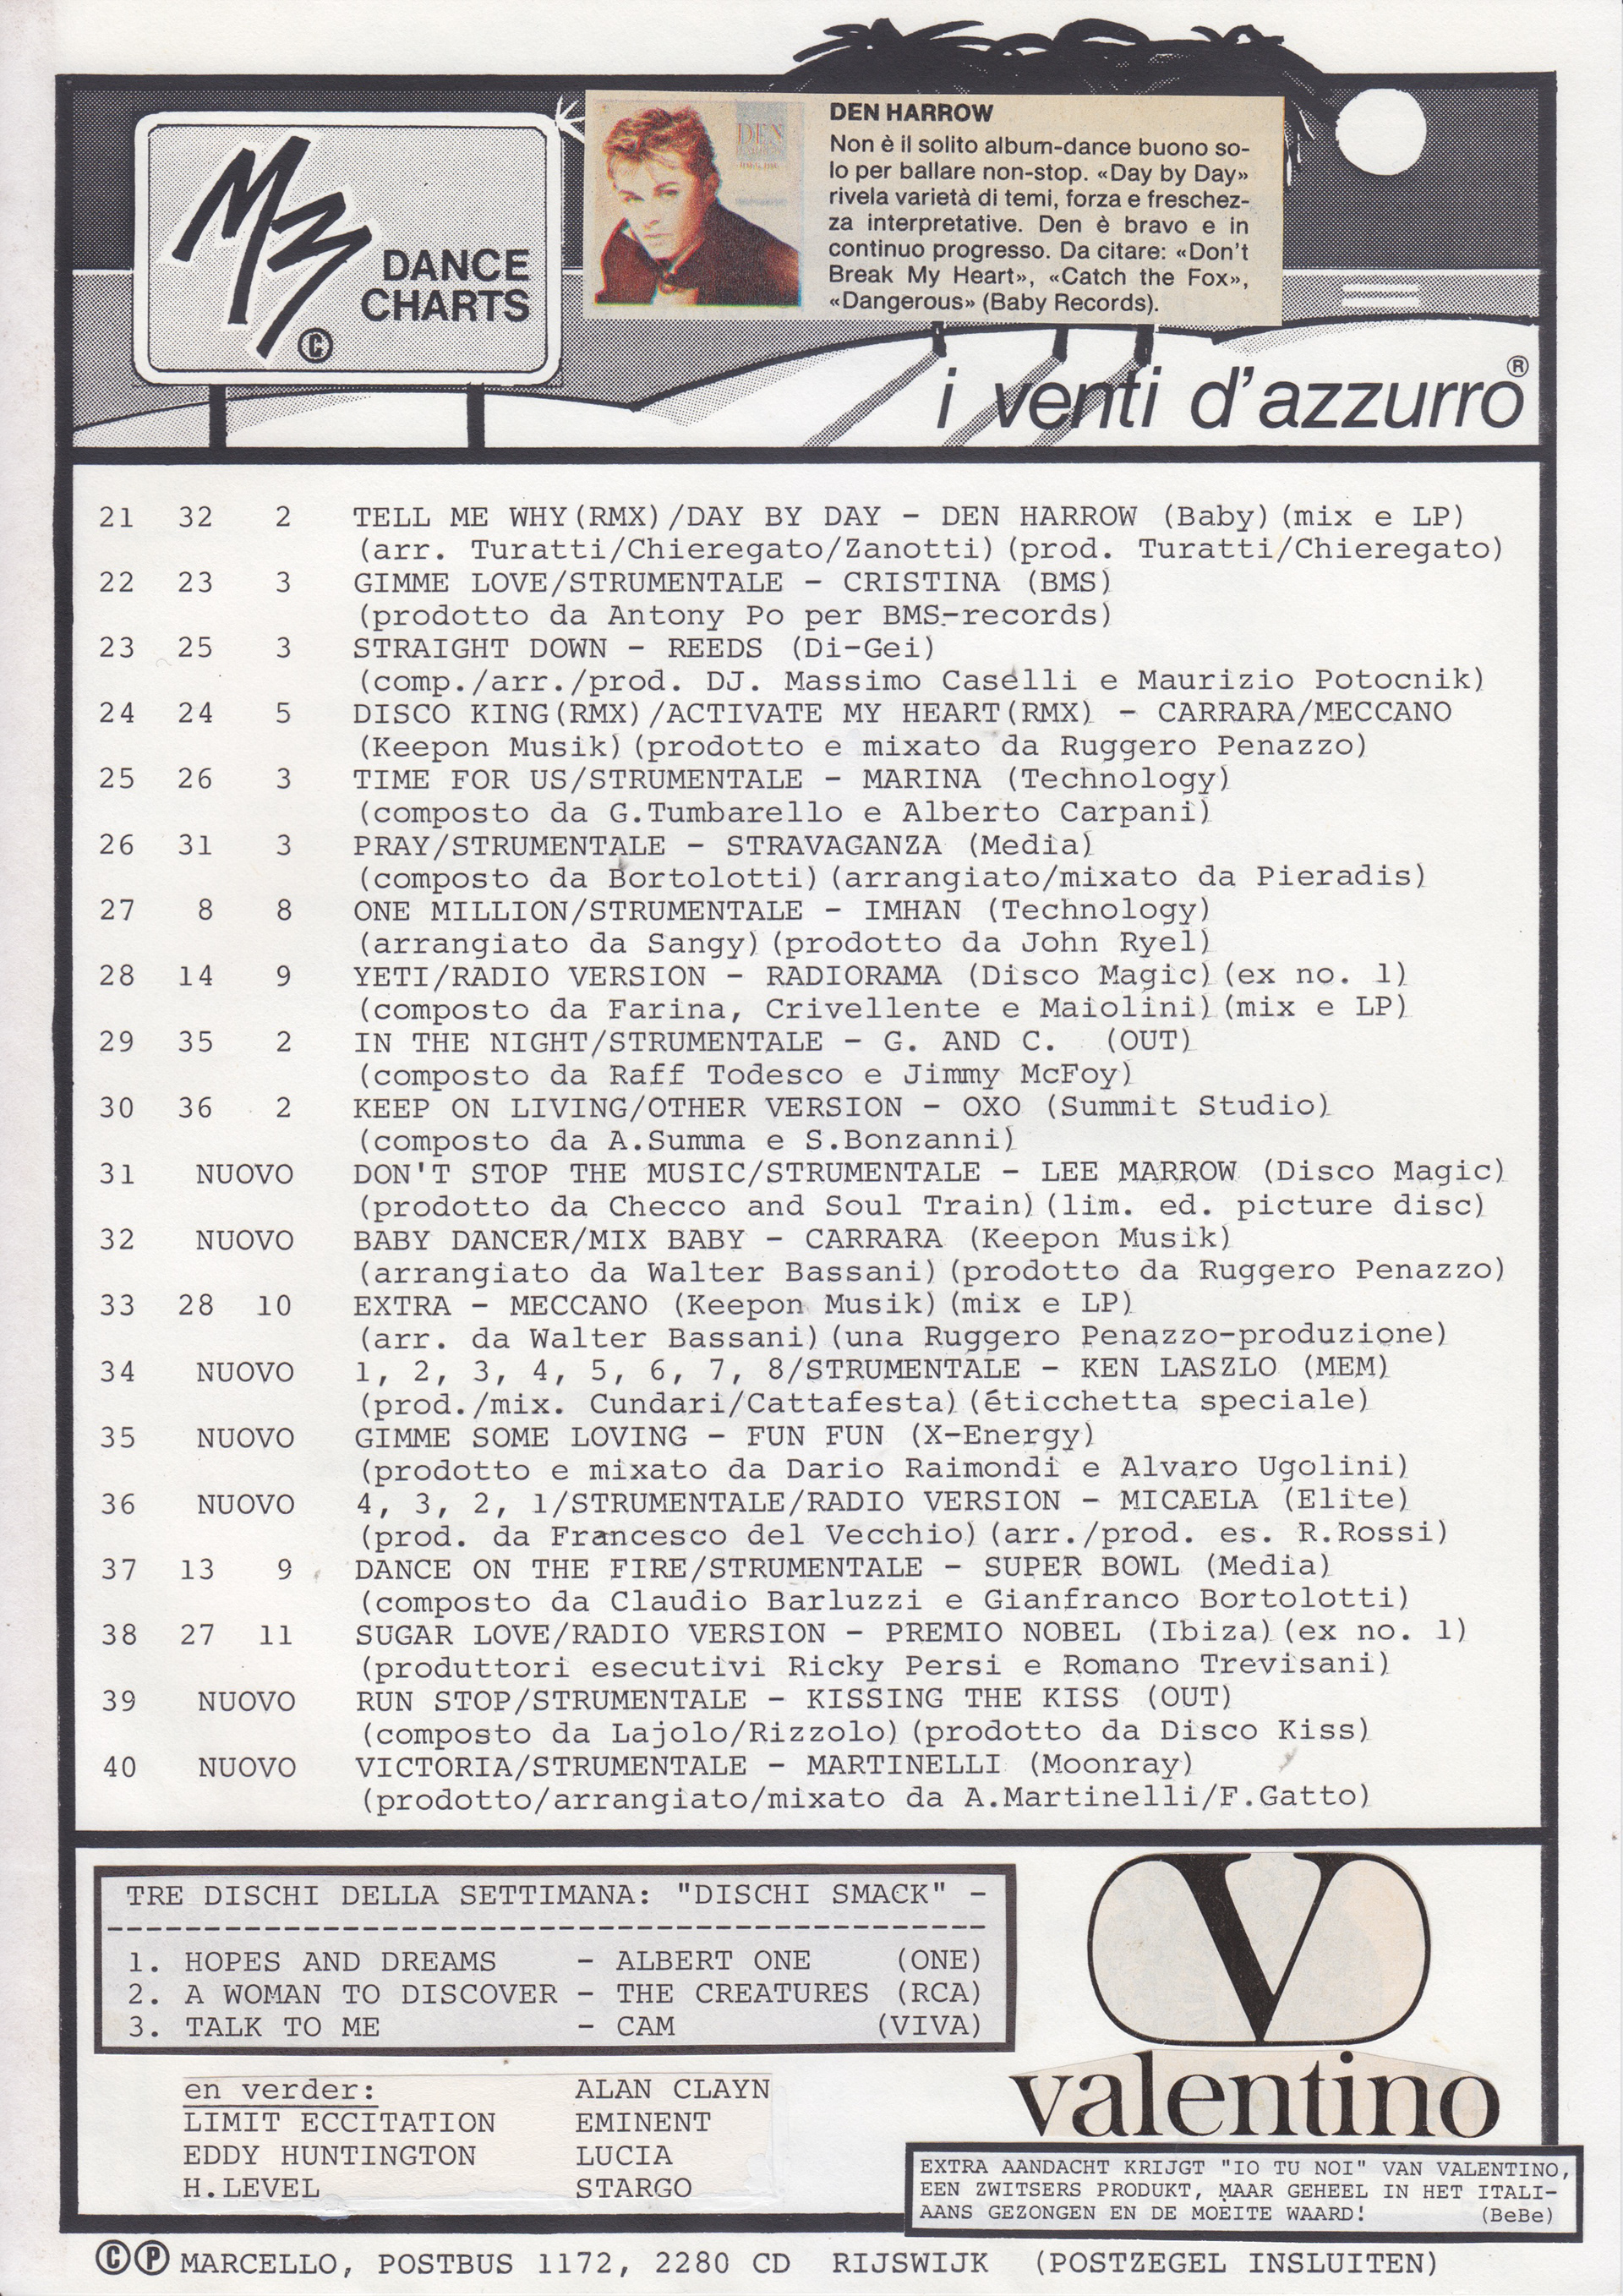 M3
DANCE
CHARTS
©
DEN
DEN HARROW
Non è il solito album-dance buono so-
lo per ballare non-stop. «Day by Day»
rivela varietà di temi, forza e freschez-
za interpretative. Den è bravo e in
continuo progresso. Da citare: «Don't
Break My Heart», «Catch the Fox»,
«Dangerous» (Baby Records).
i venti d'azzurro®
21 32 2 TELL ME WHY(RMX)/DAY BY DAY - DEN HARROW (Baby)(mix e LP)
(arr. Turatti/Chieregato/Zanotti)(prod. Turatti/Chieregato)
22 23 3 GIMME LOVE/STRUMENTALE - CRISTINA (BMS)
(prodotto da Antony Po per BMS-records)
23 25 3 STRAIGHT DOWN - REEDS (Di-Gei)
(comp./arr./prod. DJ. Massimo Caselli e Maurizio Potocnik)
24 24 5 DISCO KING(RMX)/ACTIVATE MY HEART(RMX) - CARRARA/MECCANO
(Keepon Musik)(prodotto e mixato da Ruggero Penazzo)
25 26 3 TIME FOR US/STRUMENTALE - MARINA (Technology)
(composto da G.Tumbarello e Alberto Carpani)
26 31 3 PRAY/STRUMENTALE - STRAVAGANZA (Media)
(composto da Bortolotti)(arrangiato/mixato da Pieradis)
27 8 8 ONE MILLION/STRUMENTALE - IMHAN (Technology)
(arrangiato da Sangy)(prodotto da John Ryel)
28 14 9 YETI/RADIO VERSION - RADIORAMA (Disco Magic)(ex no. 1)
(composto da Farina, Crivellente e Maiolini)(mix e LP)
29 35 2 IN THE NIGHT/STRUMENTALE - G. AND C. (OUT)
(composto da Raff Todesco e Jimmy McFoy)
30 36 2 KEEP ON LIVING/OTHER VERSION - OXO (Summit Studio)
(composto da A.Summa e S.Bonzanni)
31 NUOVO DON'T STOP THE MUSIC/STRUMENTALE - LEE MARROW (Disco Magic)
(prodotto da Checco and Soul Train)(lim. ed. picture disc)
32 NUOVO BABY DANCER/MIX BABY - CARRARA (Keepon Musik)
(arrangiato da Walter Bassani)(prodotto da Ruggero Penazzo)
33 28 10 EXTRA - MECCANO (Keepon Musik)(mix e LP)
(arr. da Walter Bassani)(una Ruggero Penazzo-produzione)
34 NUOVO 1, 2, 3, 4, 5, 6, 7, 8/STRUMENTALE - KEN LASZLO (MEM)
(prod./mix. Cundari/Cattafesta)(éticchetta speciale)
35 NUOVO GIMME SOME LOVING - FUN FUN (X-Energy)
(prodotto e mixato da Dario Raimondi e Alvaro Ugolini)
36 NUOVO 4, 3, 2, 1/STRUMENTALE/RADIO VERSION - MICAELA (Elite)
(prod. da Francesco del Vecchio)(arr./prod. es. R.Rossi)
37 13 9 DANCE ON THE FIRE/STRUMENTALE - SUPER BOWL (Media)
(composto da Claudio Barluzzi e Gianfranco Bortolotti)
38 27 11 SUGAR LOVE/RADIO VERSION - PREMIO NOBEL (Ibiza)(ex no. 1)
(produttori esecutivi Ricky Persi e Romano Trevisani)
39 NUOVO RUN STOP/STRUMENTALE - KISSING THE KISS (OUT)
(composto da Lajolo/Rizzolo)(prodotto da Disco Kiss)
40 NUOVO VICTORIA/STRUMENTALE - MARTINELLI (Moonray)
(prodotto/arrangiato/mixato da A.Martinelli/F.Gatto)
TRE DISCHI DELLA SETTIMANA: "DISCHI SMACK" -
1. HOPES AND DREAMS - ALBERT ONE (ONE)
2. A WOMAN TO DISCOVER - THE CREATURES (RCA)
3. TALK TO ME - CAM (VIVA)
en verder: ALAN CLAYN
LIMIT ECCITATION EMINENT
EDDY HUNTINGTON LUCIA
H.LEVEL STARGO
V
valentino
EXTRA AANDACHT KRIJGT "IO TU NOI" VAN VALENTINO,
EEN ZWITSERS PRODUKT, MAAR GEHEEL IN HET ITALI-
AANS GEZONGEN EN DE MOEITE WAARD! (BeBe)
©℗ MARCELLO, POSTBUS 1172, 2280 CD RIJSWIJK (POSTZEGEL INSLUITEN)